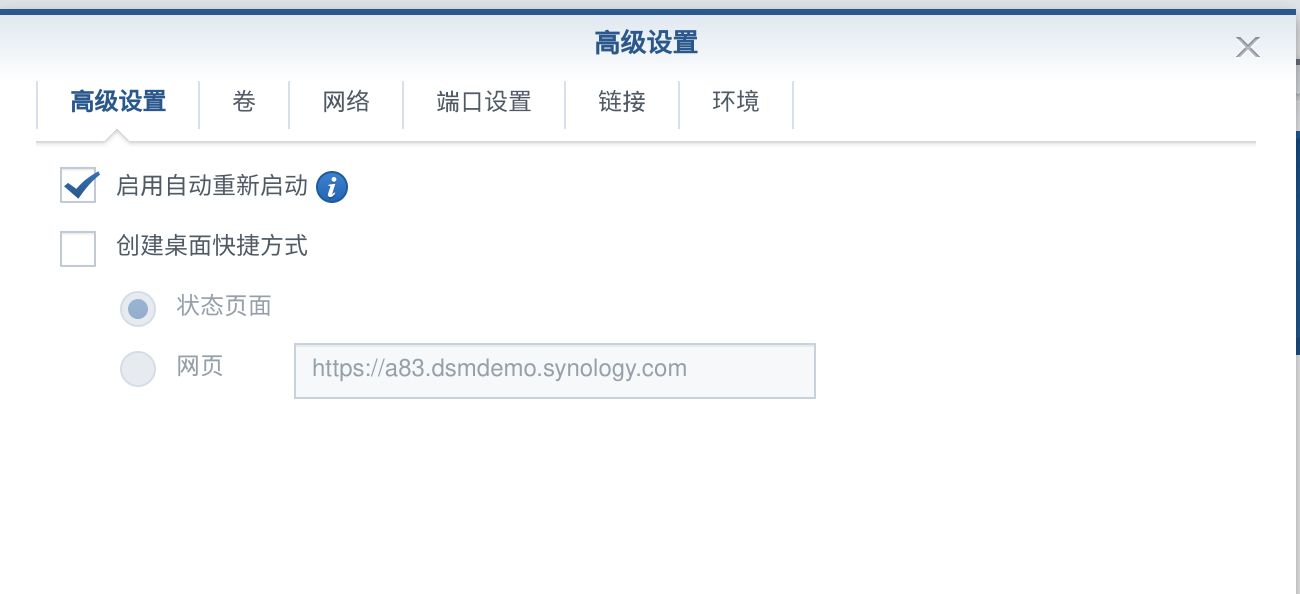 高级设置
高级设置 卷 网络 端口设置 链接 环境
启用自动重新启动
创建桌面快捷方式
状态页面
网页 https://a83.dsmdemo.synology.com